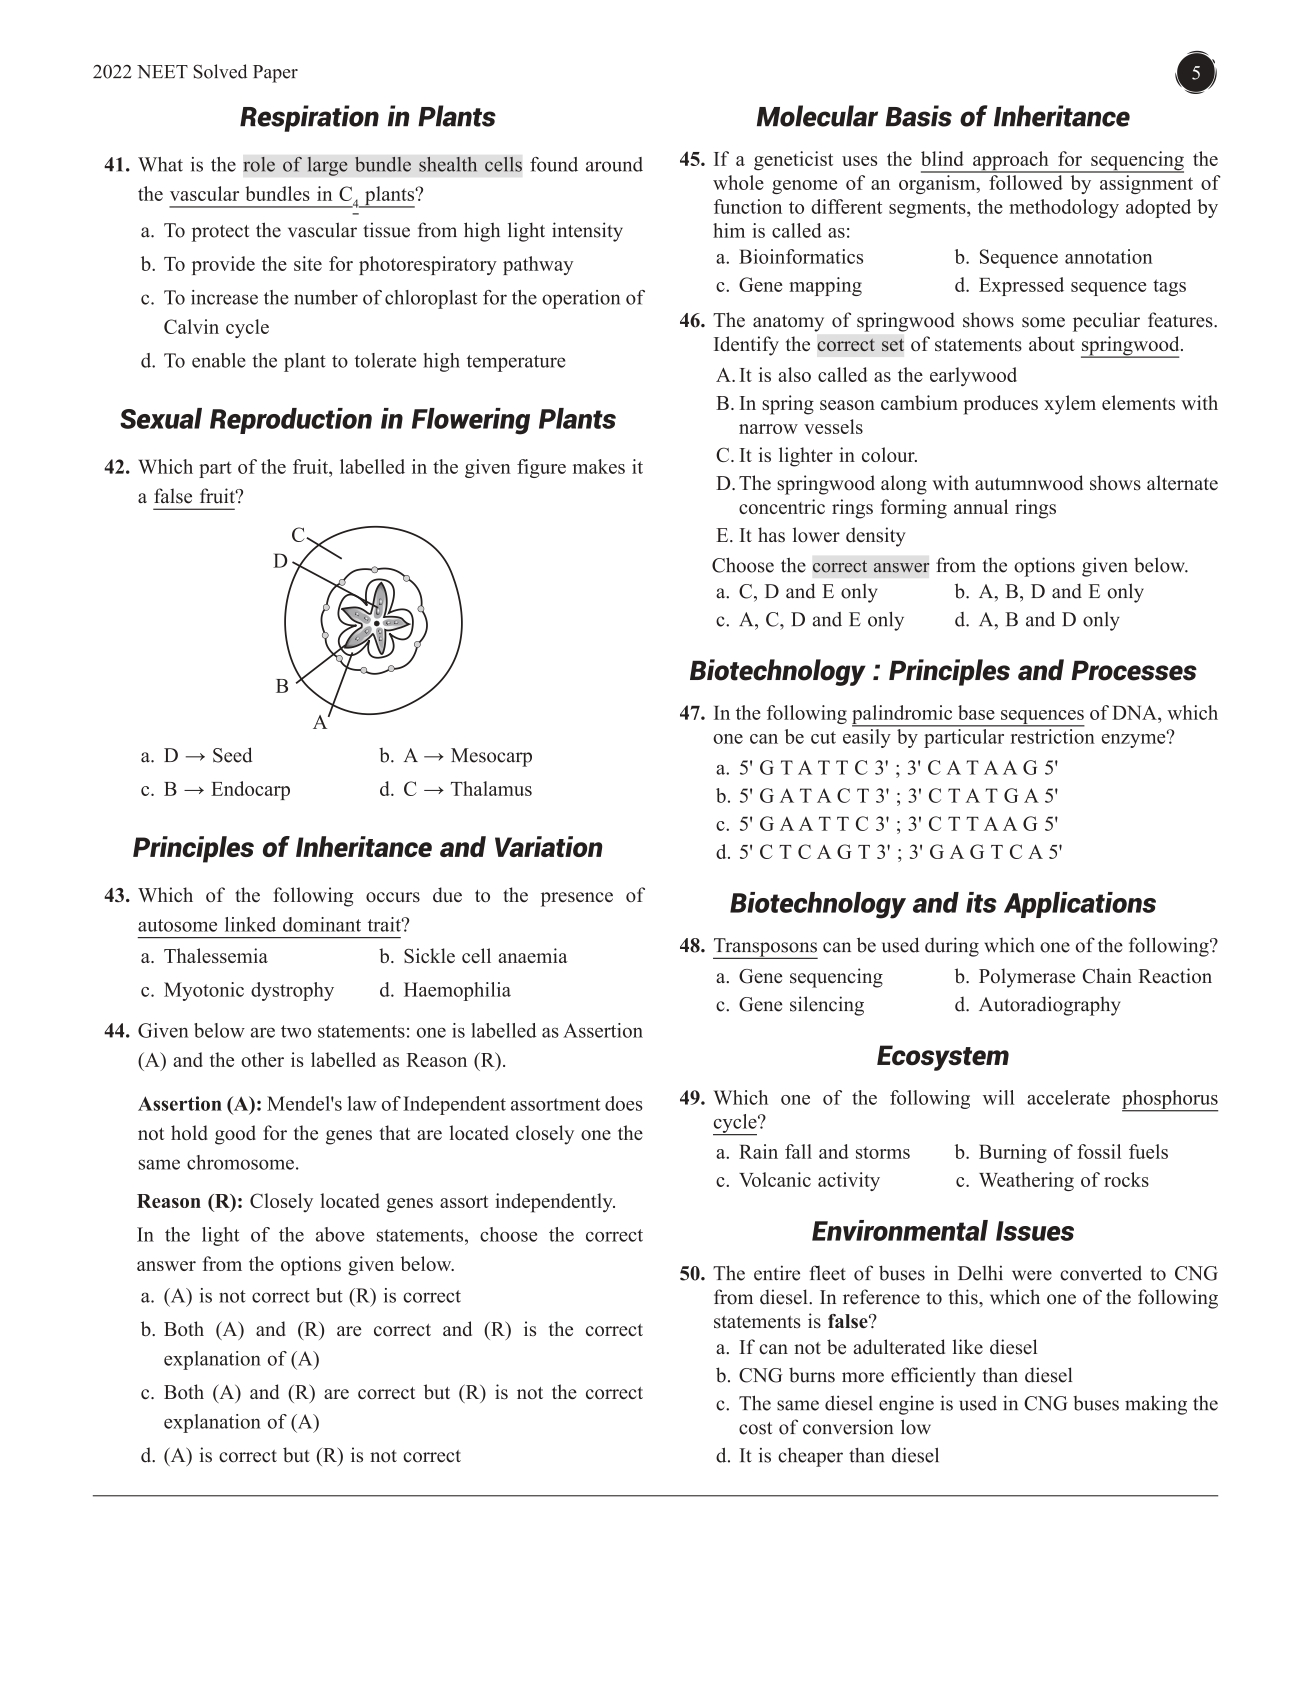 2022 NEET Solved Paper
5
Respiration in Plants
41. What is the role of large bundle shealth cells found around
the vascular bundles in C4 plants?
a. To protect the vascular tissue from high light intensity
b. To provide the site for photorespiratory pathway
c. To increase the number of chloroplast for the operation of
Calvin cycle
d. To enable the plant to tolerate high temperature
Sexual Reproduction in Flowering Plants
42. Which part of the fruit, labelled in the given figure makes it
a false fruit?
C
D
B
A
a. D → Seed b. A → Mesocarp
c. B → Endocarp d. C → Thalamus
Principles of Inheritance and Variation
43. Which of the following occurs due to the presence of
autosome linked dominant trait?
a. Thalessemia b. Sickle cell anaemia
c. Myotonic dystrophy d. Haemophilia
44. Given below are two statements: one is labelled as Assertion
(A) and the other is labelled as Reason (R).
Assertion (A): Mendel's law of Independent assortment does
not hold good for the genes that are located closely one the
same chromosome.
Reason (R): Closely located genes assort independently.
In the light of the above statements, choose the correct
answer from the options given below.
a. (A) is not correct but (R) is correct
b. Both (A) and (R) are correct and (R) is the correct
explanation of (A)
c. Both (A) and (R) are correct but (R) is not the correct
explanation of (A)
d. (A) is correct but (R) is not correct
Molecular Basis of Inheritance
45. If a geneticist uses the blind approach for sequencing the
whole genome of an organism, followed by assignment of
function to different segments, the methodology adopted by
him is called as:
a. Bioinformatics b. Sequence annotation
c. Gene mapping d. Expressed sequence tags
46. The anatomy of springwood shows some peculiar features.
Identify the correct set of statements about springwood.
A. It is also called as the earlywood
B. In spring season cambium produces xylem elements with
narrow vessels
C. It is lighter in colour.
D. The springwood along with autumnwood shows alternate
concentric rings forming annual rings
E. It has lower density
Choose the correct answer from the options given below.
a. C, D and E only b. A, B, D and E only
c. A, C, D and E only d. A, B and D only
Biotechnology : Principles and Processes
47. In the following palindromic base sequences of DNA, which
one can be cut easily by particular restriction enzyme?
a. 5' G T A T T C 3' ; 3' C A T A A G 5'
b. 5' G A T A C T 3' ; 3' C T A T G A 5'
c. 5' G A A T T C 3' ; 3' C T T A A G 5'
d. 5' C T C A G T 3' ; 3' G A G T C A 5'
Biotechnology and its Applications
48. Transposons can be used during which one of the following?
a. Gene sequencing b. Polymerase Chain Reaction
c. Gene silencing d. Autoradiography
Ecosystem
49. Which one of the following will accelerate phosphorus
cycle?
a. Rain fall and storms b. Burning of fossil fuels
c. Volcanic activity c. Weathering of rocks
Environmental Issues
50. The entire fleet of buses in Delhi were converted to CNG
from diesel. In reference to this, which one of the following
statements is false?
a. If can not be adulterated like diesel
b. CNG burns more efficiently than diesel
c. The same diesel engine is used in CNG buses making the
cost of conversion low
d. It is cheaper than diesel